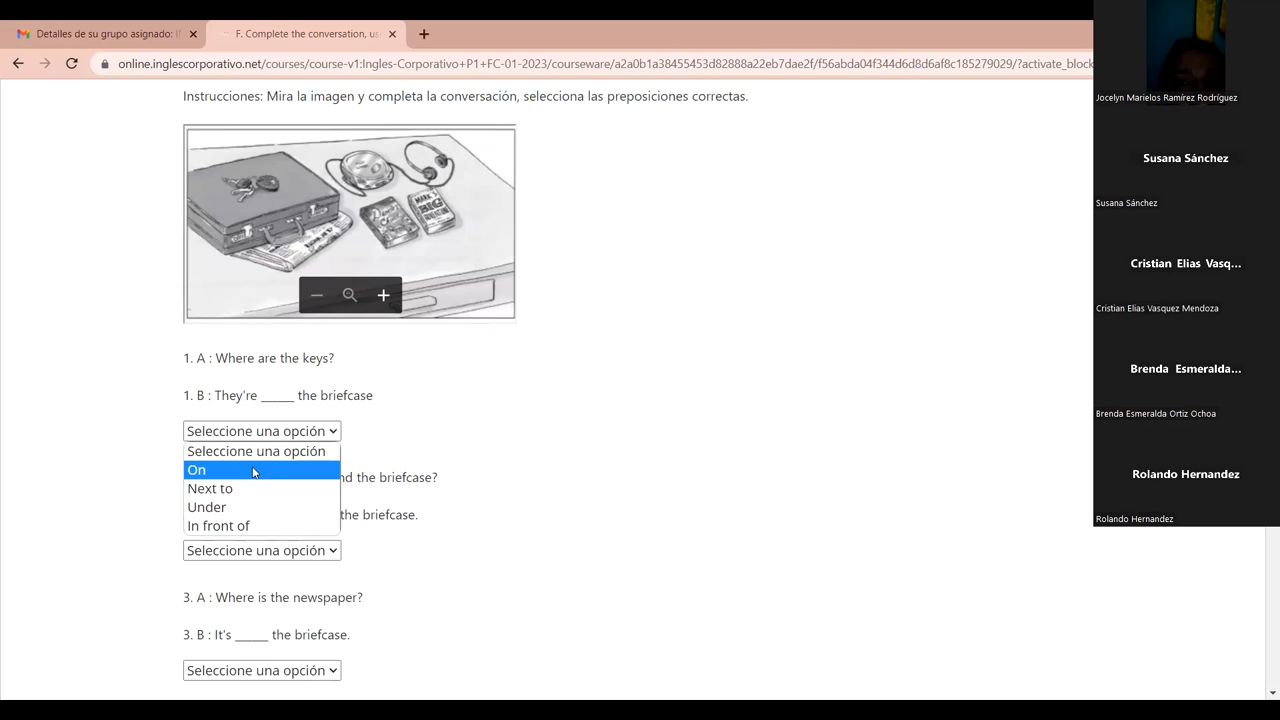 Detalles de su grupo asignado: I
F. Complete the conversation, us
online.inglescorporativo.net/courses/course-v1:Ingles-Corporativo+P1+FC-01-2023/courseware/a2a0b1a38455453d82888a22eb7dae2f/f56abda04f344d6d8d6af8c185279029/?activate_block
Instrucciones: Mira la imagen y completa la conversación, selecciona las preposiciones correctas.
BIG
1. A : Where are the keys?
1. B : They're ______ the briefcase
Seleccione una opción
Seleccione una opción
On
Next to
Under
In front of
nd the briefcase?
the briefcase.
Seleccione una opción
3. A : Where is the newspaper?
3. B : It's ______ the briefcase.
Seleccione una opción
Jocelyn Marielos Ramírez Rodríguez
Susana Sánchez
Susana Sánchez
Cristian Elias Vasq...
Cristian Elias Vasquez Mendoza
Brenda Esmeralda...
Brenda Esmeralda Ortiz Ochoa
Rolando Hernandez
Rolando Hernandez